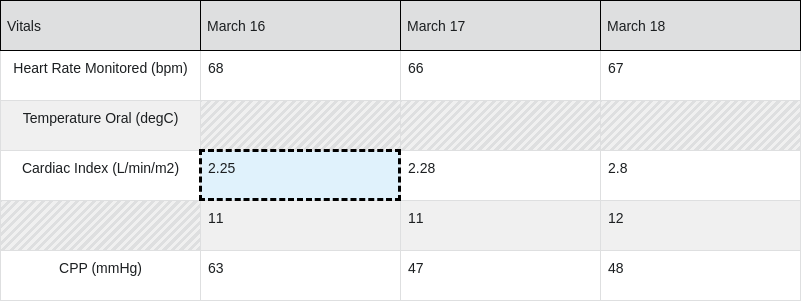 Vitals March 16 March 17 March 18
Heart Rate Monitored (bpm) 68 66 67
Temperature Oral (degC)
Cardiac Index (L/min/m2) 2.25 2.28 2.8
11 11 12
CPP (mmHg) 63 47 48